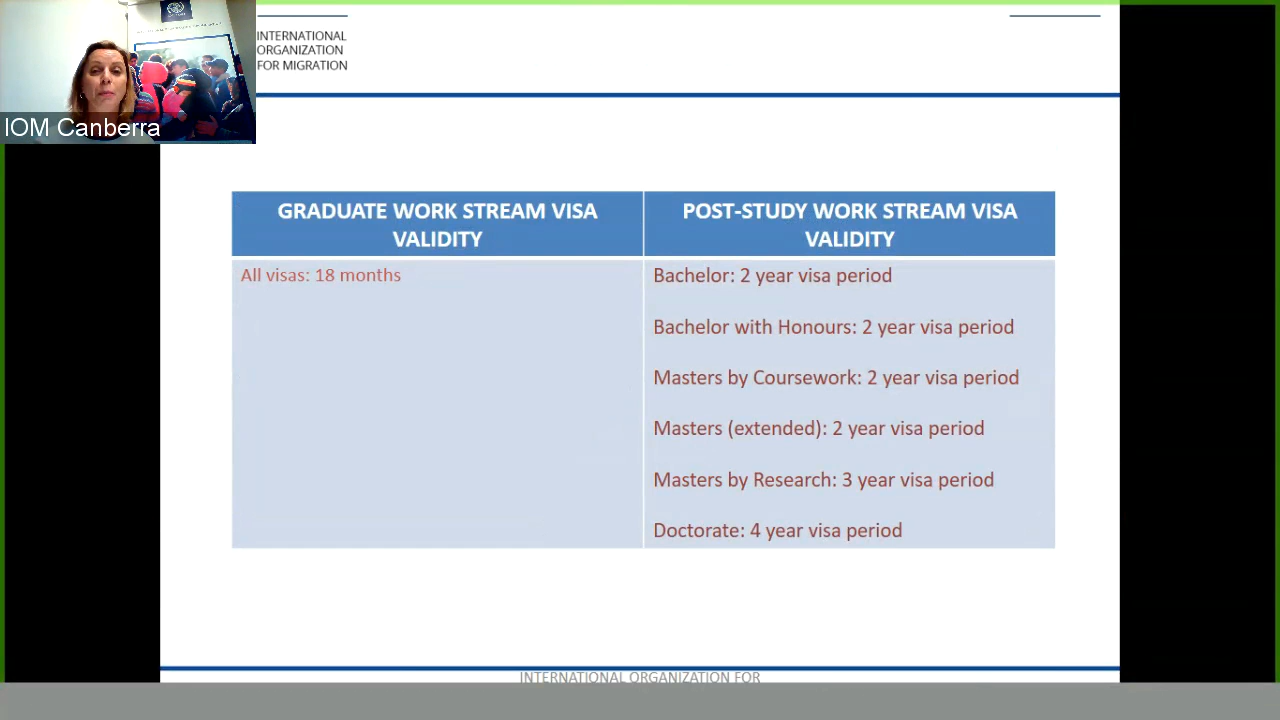 INTERNATIONAL
ORGANIZATION
FOR MIGRATION
IOM Canberra
GRADUATE WORK STREAM VISA
VALIDITY
POST-STUDY WORK STREAM VISA
VALIDITY
All visas: 18 months
Bachelor: 2 year visa period
Bachelor with Honours: 2 year visa period
Masters by Coursework: 2 year visa period
Masters (extended): 2 year visa period
Masters by Research: 3 year visa period
Doctorate: 4 year visa period
INTERNATIONAL ORGANIZATION FOR